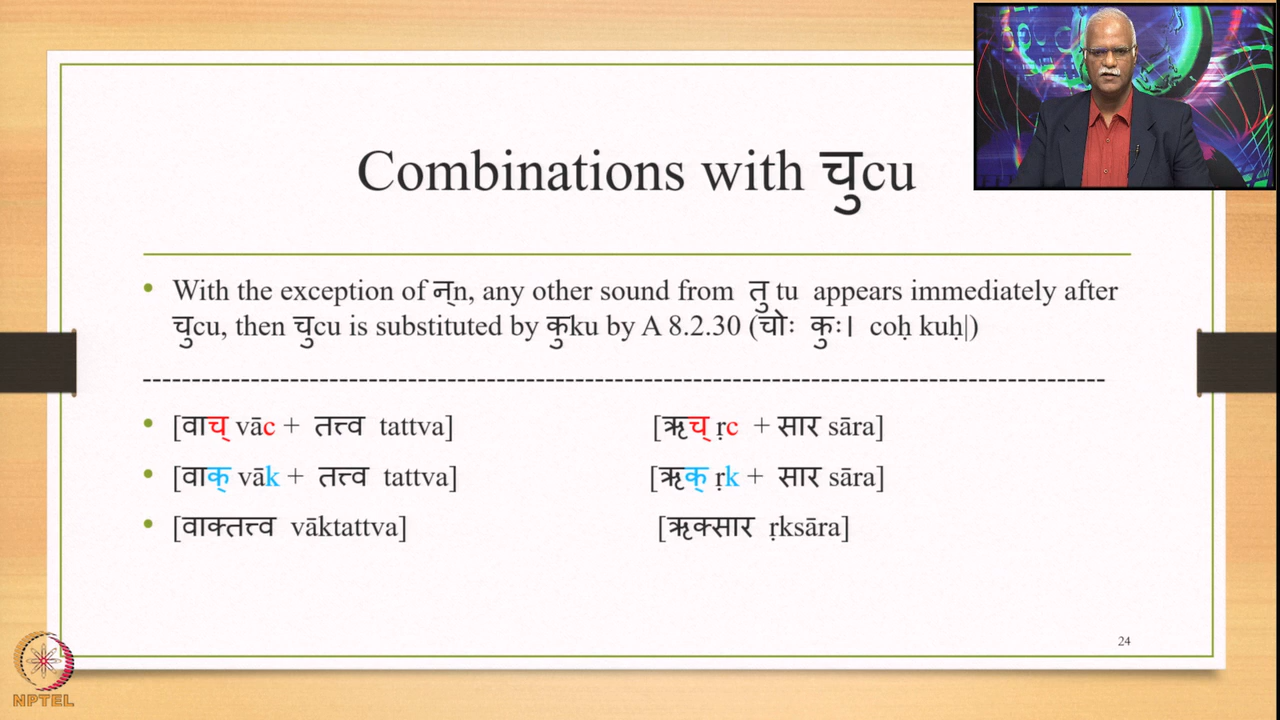 Combinations with चुcu
• With the exception of न्n, any other sound from तु tu appears immediately after
चुcu, then चुcu is substituted by कुku by A 8.2.30 (चोः कुः। coḥ kuḥ|)
---------------------------------------------------------------------------------------------------
• [वाच् vāc + तत्त्व tattva] [ऋच् ṛc + सार sāra]
• [वाक् vāk + तत्त्व tattva] [ऋक् ṛk + सार sāra]
• [वाक्तत्त्व vāktattva] [ऋक्सार ṛksāra]
24
NPTEL